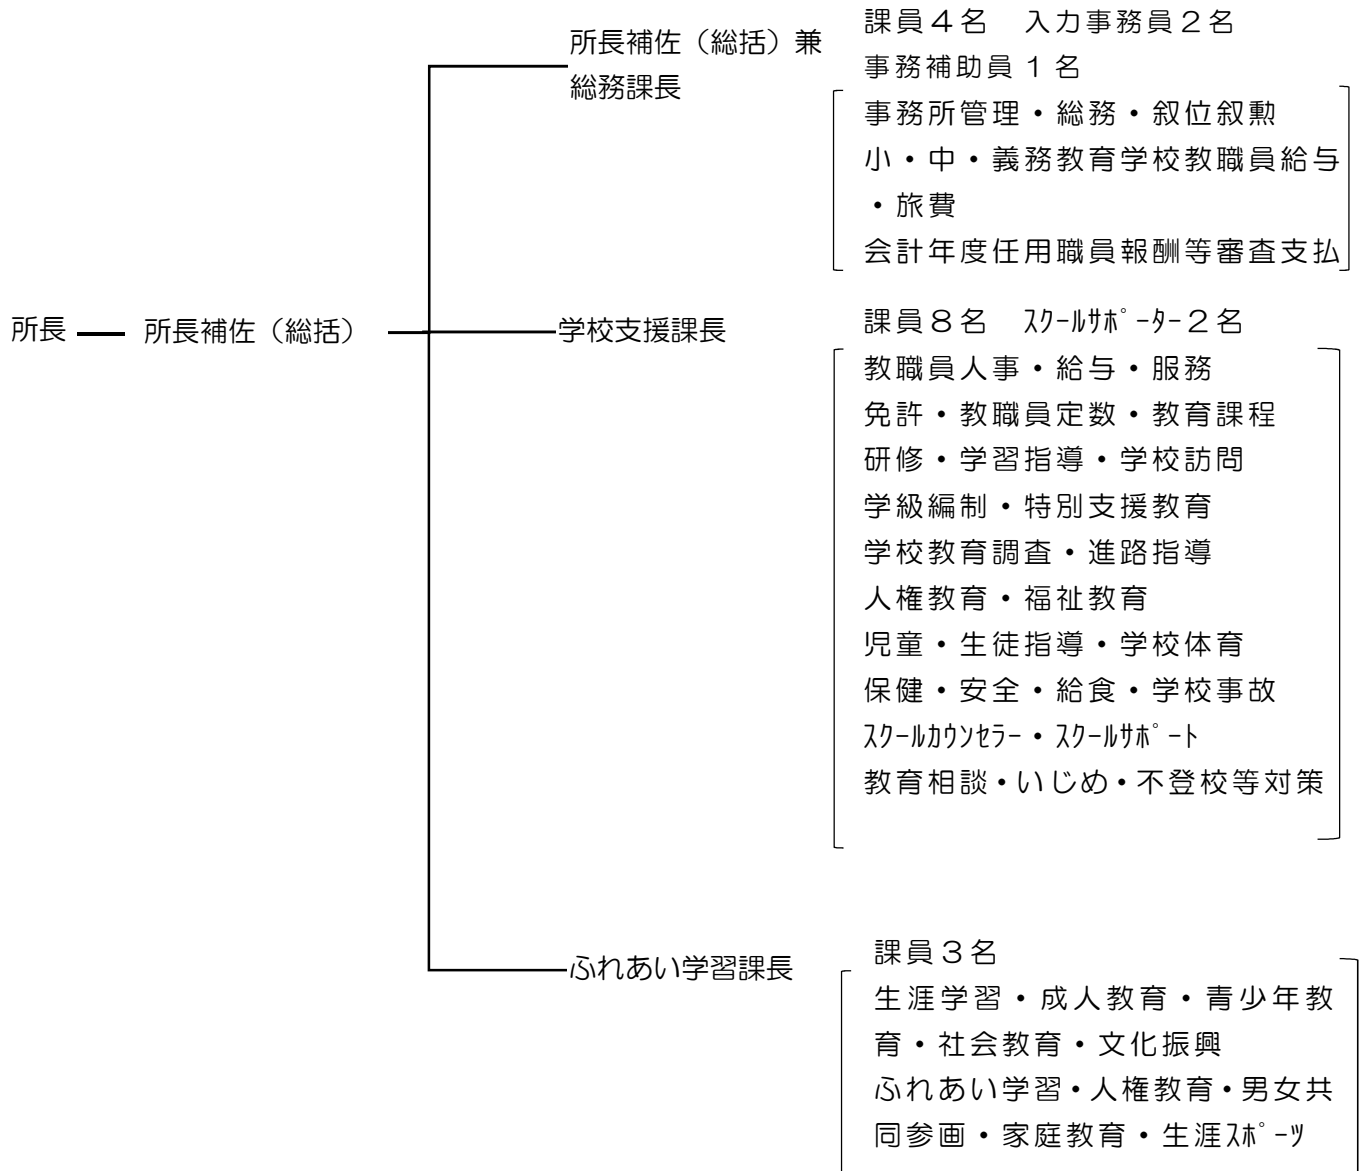 所長補佐（総括）兼
総務課長
課員４名　入力事務員２名
事務補助員１名
事務所管理・総務・叙位叙勲
小・中・義務教育学校教職員給与
・旅費
会計年度任用職員報酬等審査支払
所長
所長補佐（総括）
学校支援課長
課員８名　ｽｸｰﾙｻﾎﾟｰﾀｰ２名
教職員人事・給与・服務
免許・教職員定数・教育課程
研修・学習指導・学校訪問
学級編制・特別支援教育
学校教育調査・進路指導
人権教育・福祉教育
児童・生徒指導・学校体育
保健・安全・給食・学校事故
ｽｸｰﾙｶｳﾝｾﾗｰ・ｽｸｰﾙｻﾎﾟｰﾄ
教育相談・いじめ・不登校等対策
ふれあい学習課長
課員３名
生涯学習・成人教育・青少年教
育・社会教育・文化振興
ふれあい学習・人権教育・男女共
同参画・家庭教育・生涯ｽﾎﾟｰﾂ